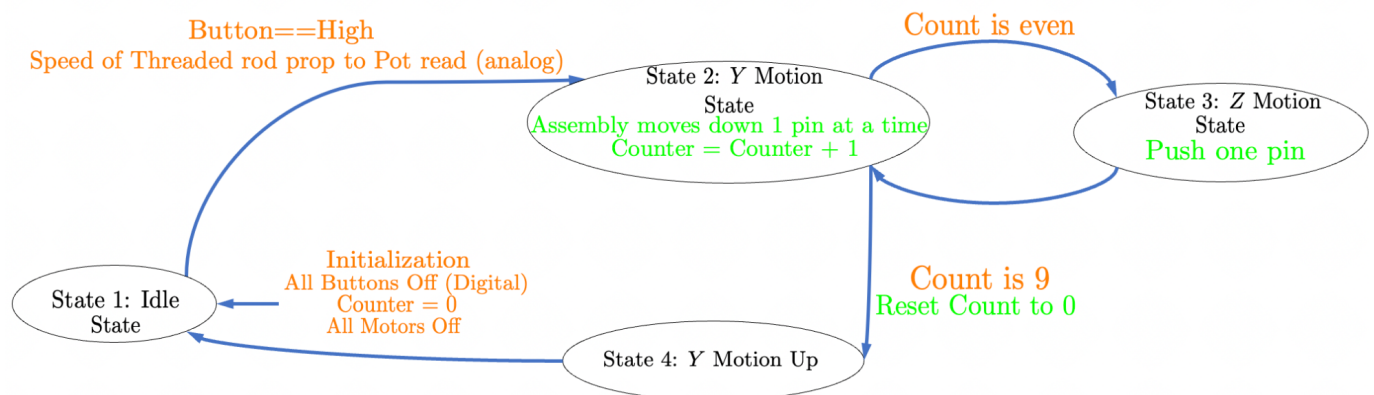 Button==High
Speed of Threaded rod prop to Pot read (analog)
Count is even
State 2: Y Motion
State
Assembly moves down 1 pin at a time
Counter = Counter + 1
State 3: Z Motion
State
Push one pin
Initialization
All Buttons Off (Digital)
Counter = 0
All Motors Off
State 1: Idle
State
Count is 9
Reset Count to 0
State 4: Y Motion Up